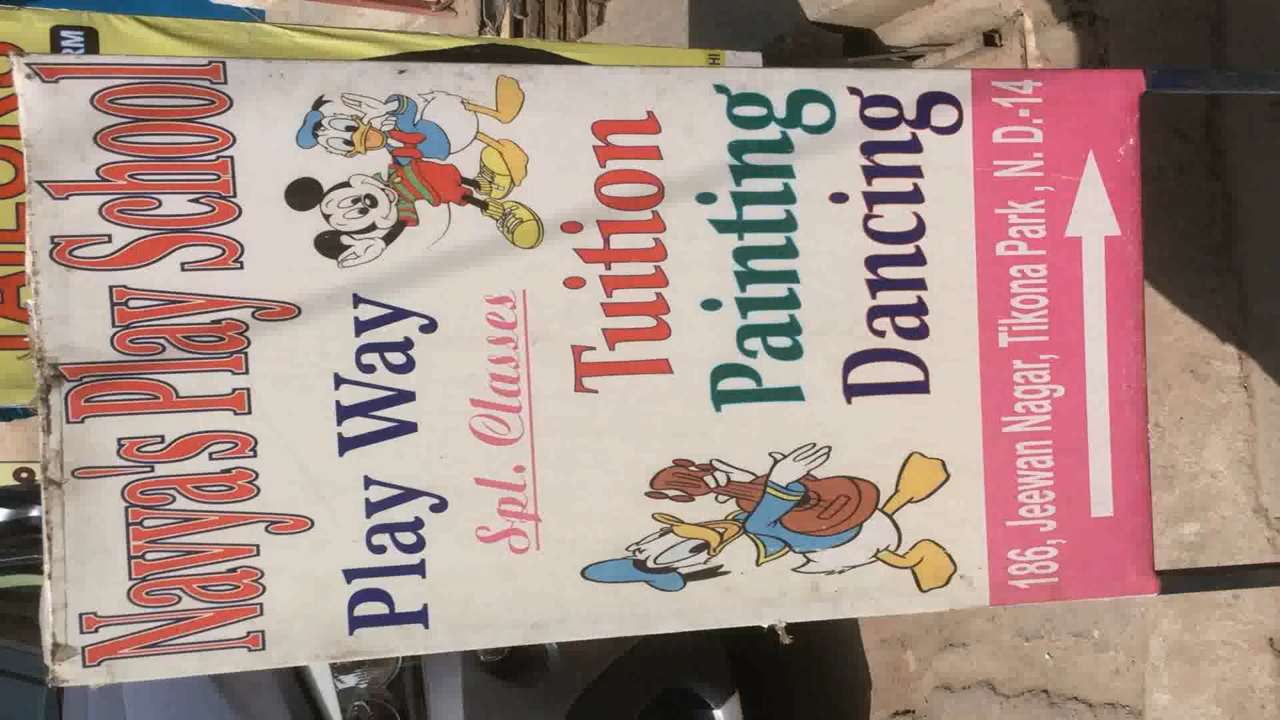 Navya's Play School
Play Way
Spl. Classes
Tuition
Painting
Dancing
186, Jeewan Nagar, Tikona Park, N. D.-14